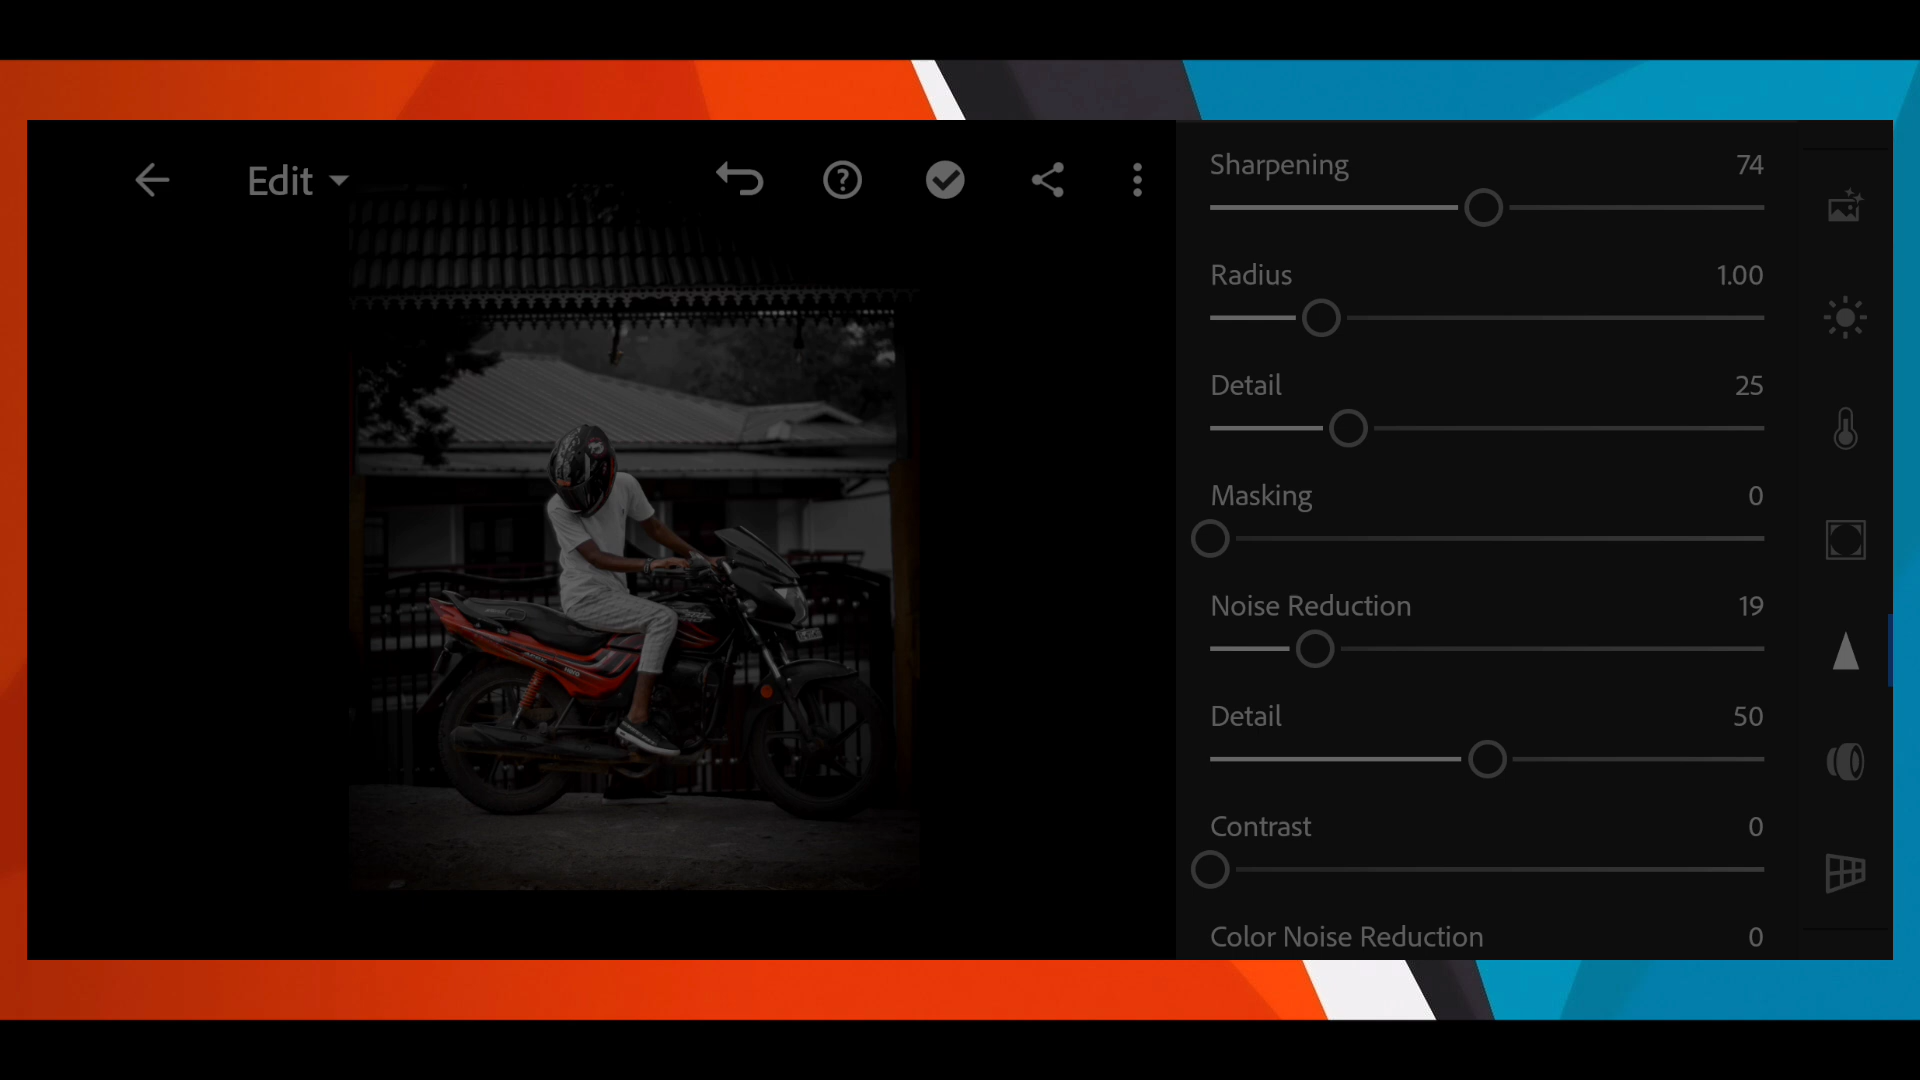 Edit
Sharpening 74
Radius 1.00
Detail 25
Masking 0
Noise Reduction 19
Detail 50
Contrast 0
Color Noise Reduction 0